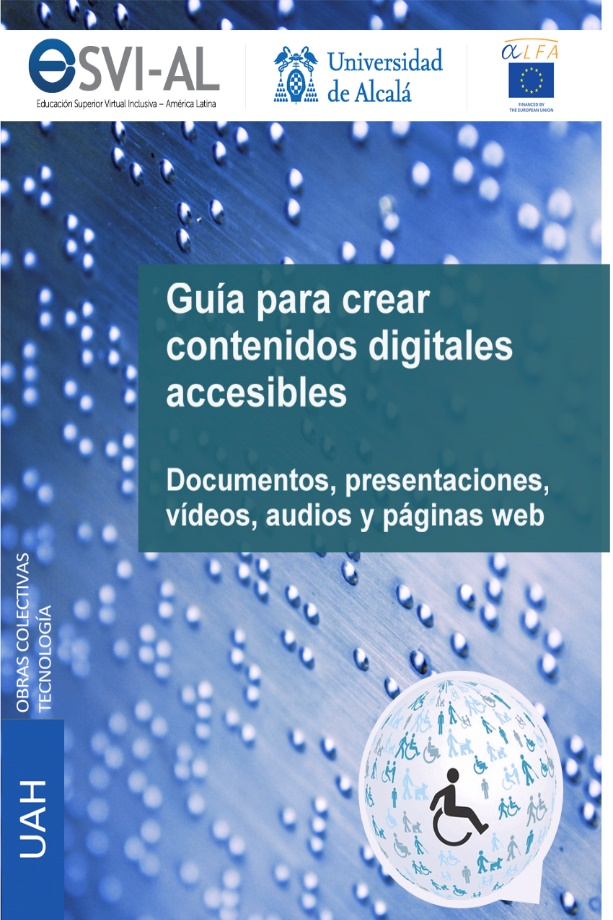 eSVI-AL
Educación Superior Virtual Inclusiva – América Latina
Universidad
de Alcalá
αLFA
FINANCED BY
THE EUROPEAN UNION
Guía para crear
contenidos digitales
accesibles
Documentos, presentaciones,
vídeos, audios y páginas web
OBRAS COLECTIVAS
TECNOLOGÍA
UAH